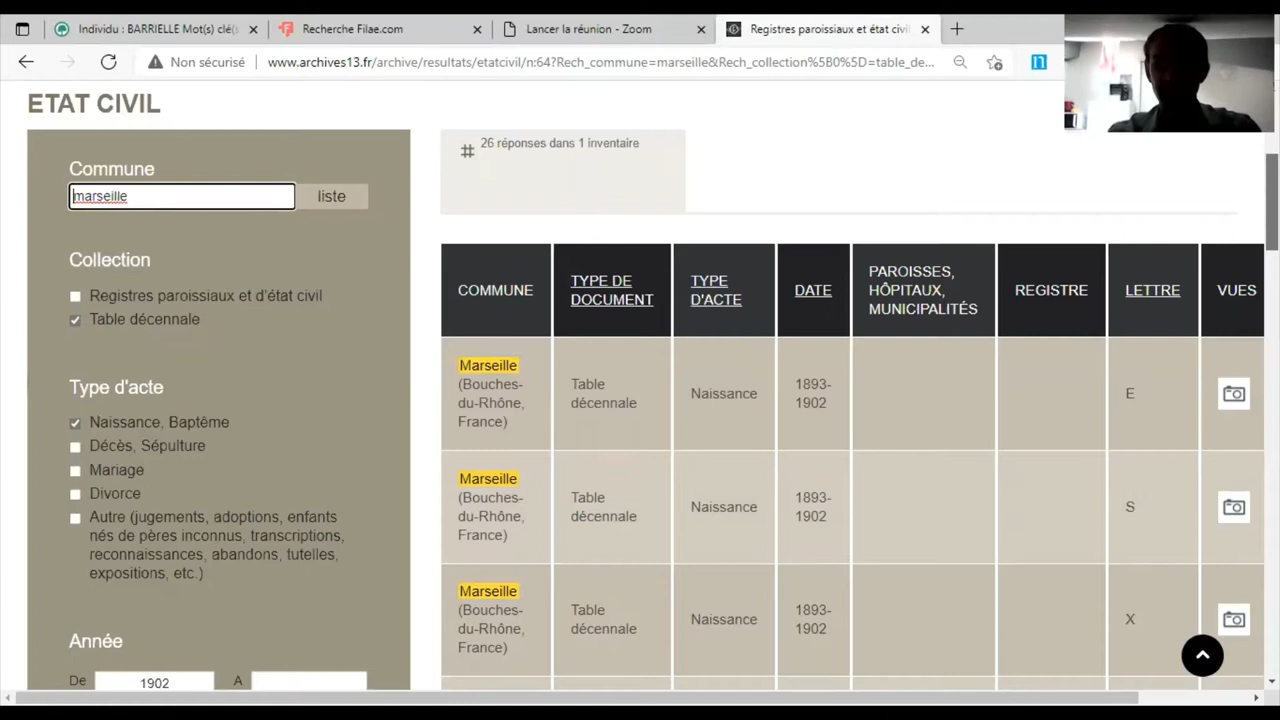 Individu : BARRIELLE Mot(s) clé(s
Recherche Filae.com
Lancer la réunion - Zoom
Registres paroissiaux et état civil
Non sécurisé
www.archives13.fr/archive/resultats/etatcivil/n:64?Rech_commune=marseille&Rech_collection%5B0%5D=table_de...
ETAT CIVIL
Commune
marseille
liste
Collection
Registres paroissiaux et d'état civil
Table décennale
Type d'acte
Naissance, Baptême
Décès, Sépulture
Mariage
Divorce
Autre (jugements, adoptions, enfants
nés de pères inconnus, transcriptions,
reconnaissances, abandons, tutelles,
expositions, etc.)
Année
De
1902
A
26 réponses dans 1 inventaire
COMMUNE
TYPE DE
DOCUMENT
TYPE
D'ACTE
DATE
PAROISSES,
HÔPITAUX,
MUNICIPALITÉS
REGISTRE
LETTRE
VUES
Marseille
(Bouches-
du-Rhône,
France)
Table
décennale
Naissance
1893-
1902
E
Marseille
(Bouches-
du-Rhône,
France)
Table
décennale
Naissance
1893-
1902
S
Marseille
(Bouches-
du-Rhône,
France)
Table
décennale
Naissance
1893-
1902
X